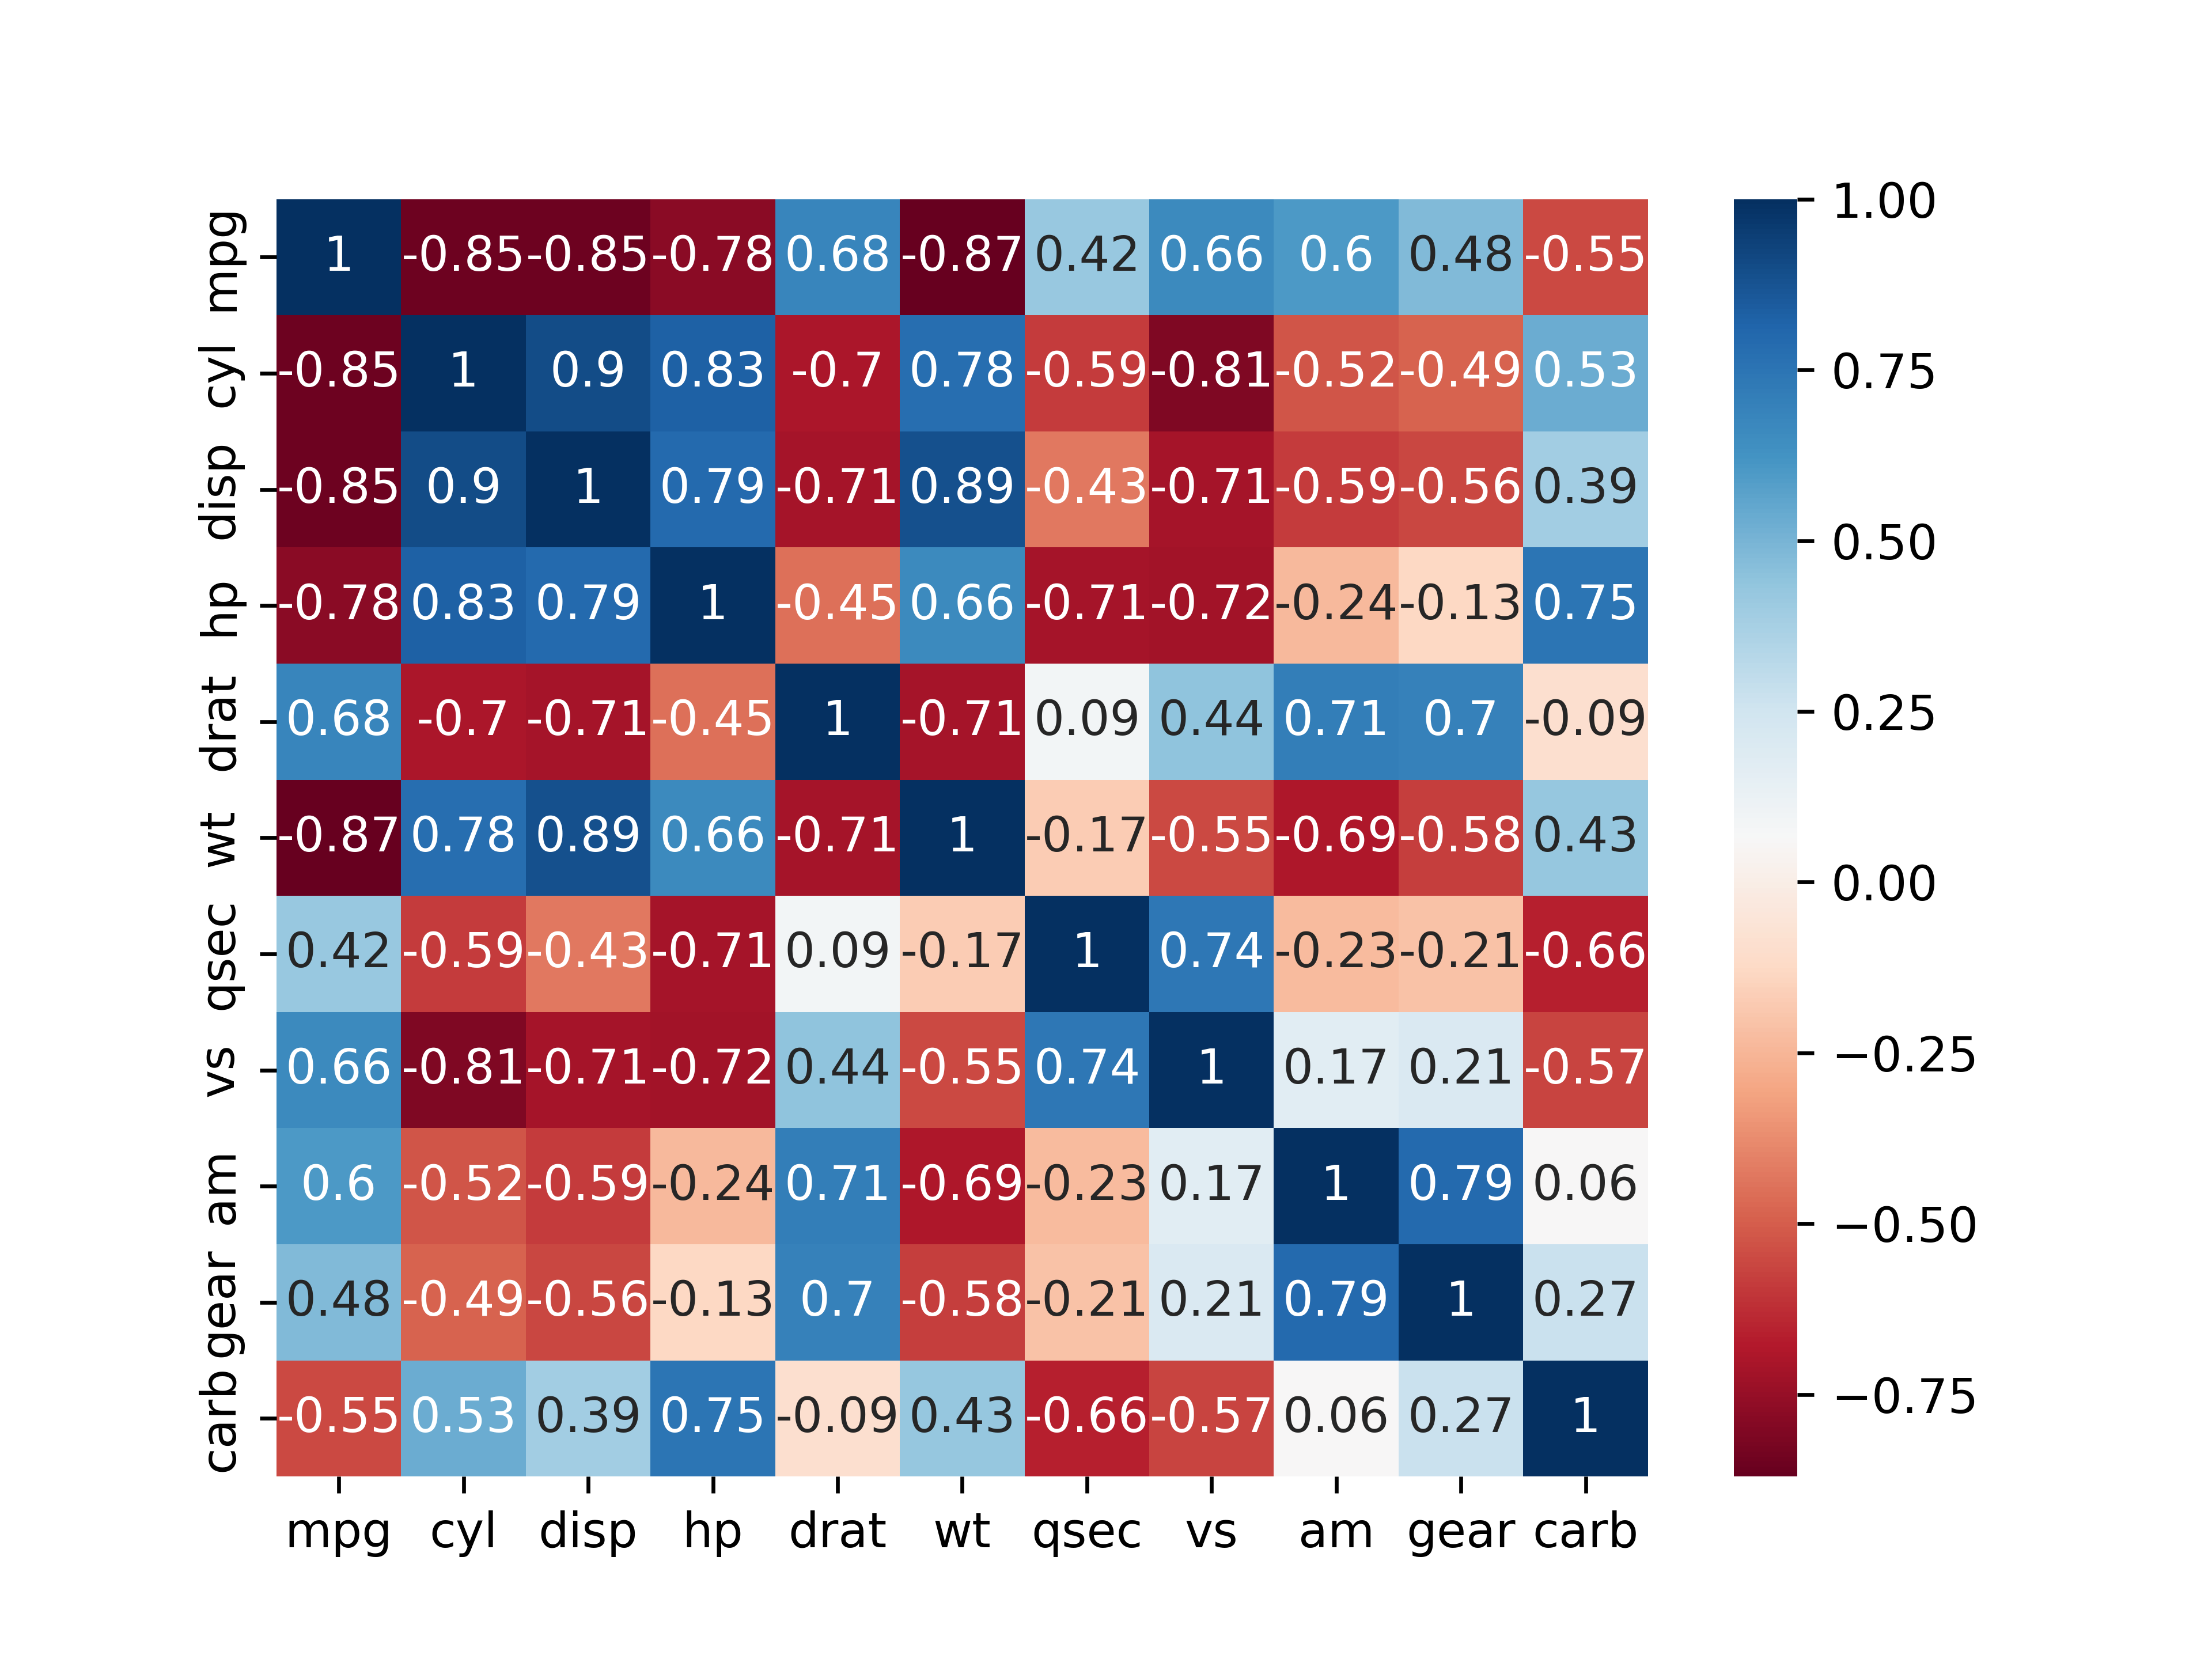 mpg 1 -0.85 -0.85 -0.78 0.68 -0.87 0.42 0.66 0.6 0.48 -0.55
cyl -0.85 1 0.9 0.83 -0.7 0.78 -0.59 -0.81 -0.52 -0.49 0.53
disp -0.85 0.9 1 0.79 -0.71 0.89 -0.43 -0.71 -0.59 -0.56 0.39
hp -0.78 0.83 0.79 1 -0.45 0.66 -0.71 -0.72 -0.24 -0.13 0.75
drat 0.68 -0.7 -0.71 -0.45 1 -0.71 0.09 0.44 0.71 0.7 -0.09
wt -0.87 0.78 0.89 0.66 -0.71 1 -0.17 -0.55 -0.69 -0.58 0.43
qsec 0.42 -0.59 -0.43 -0.71 0.09 -0.17 1 0.74 -0.23 -0.21 -0.66
vs 0.66 -0.81 -0.71 -0.72 0.44 -0.55 0.74 1 0.17 0.21 -0.57
am 0.6 -0.52 -0.59 -0.24 0.71 -0.69 -0.23 0.17 1 0.79 0.06
gear 0.48 -0.49 -0.56 -0.13 0.7 -0.58 -0.21 0.21 0.79 1 0.27
carb -0.55 0.53 0.39 0.75 -0.09 0.43 -0.66 -0.57 0.06 0.27 1
mpg cyl disp hp drat wt qsec vs am gear carb
1.00
0.75
0.50
0.25
0.00
−0.25
−0.50
−0.75